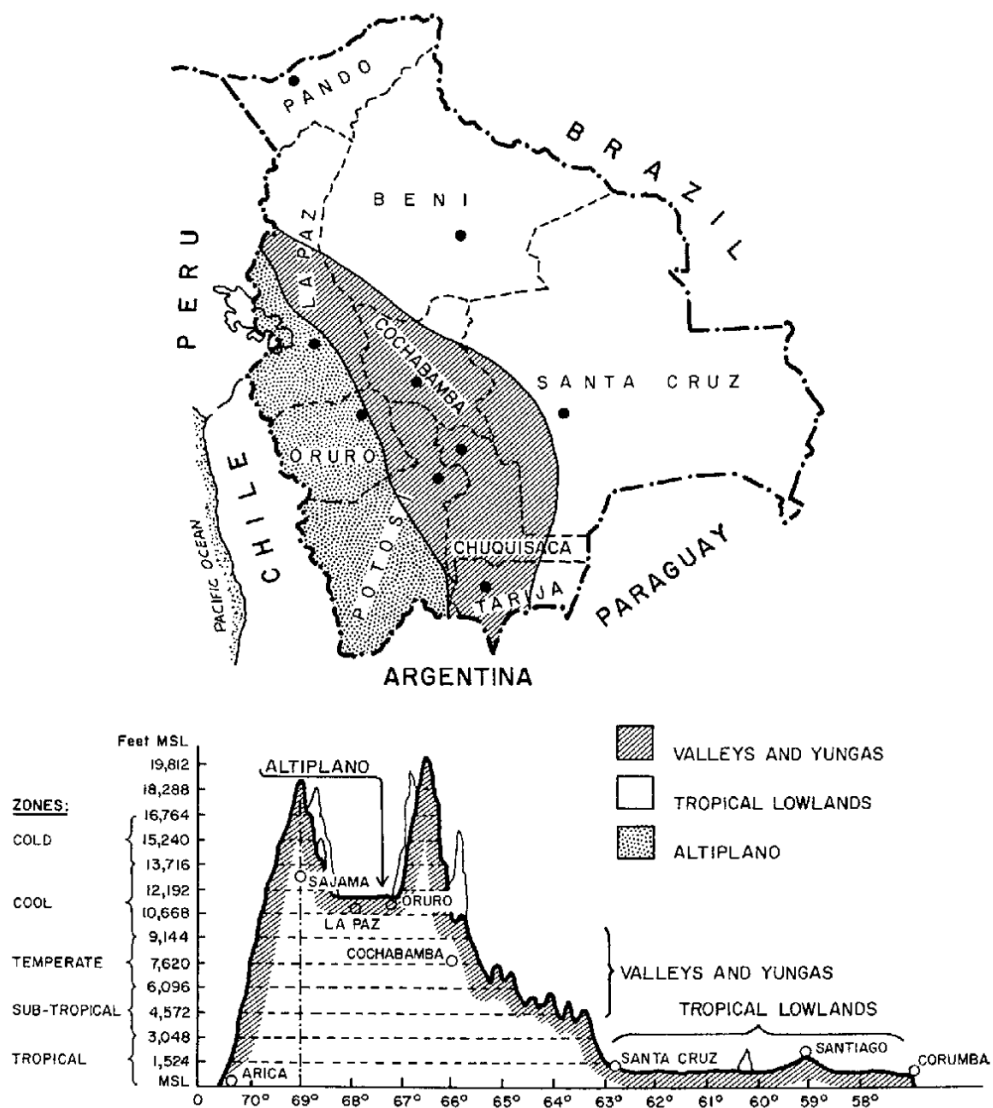 PANDO
BRAZIL
BENI
PERU
LA PAZ
COCHABAMBA
SANTA CRUZ
ORURO
CHILE
PACIFIC OCEAN
POTOSI
CHUQUISACA
TARIJA
PARAGUAY
ARGENTINA
VALLEYS AND YUNGAS
TROPICAL LOWLANDS
ALTIPLANO
Feet MSL
ZONES:
COLD
COOL
TEMPERATE
SUB-TROPICAL
TROPICAL
19,812
18,288
16,764
15,240
13,716
12,192
10,668
9,144
7,620
6,096
4,572
3,048
1,524
MSL
ALTIPLANO
SAJAMA
LA PAZ
ORURO
COCHABAMBA
VALLEYS AND YUNGAS
TROPICAL LOWLANDS
ARICA
SANTA CRUZ
SANTIAGO
CORUMBA
0 70° 69° 68° 67° 66° 65° 64° 63° 62° 61° 60° 59° 58°